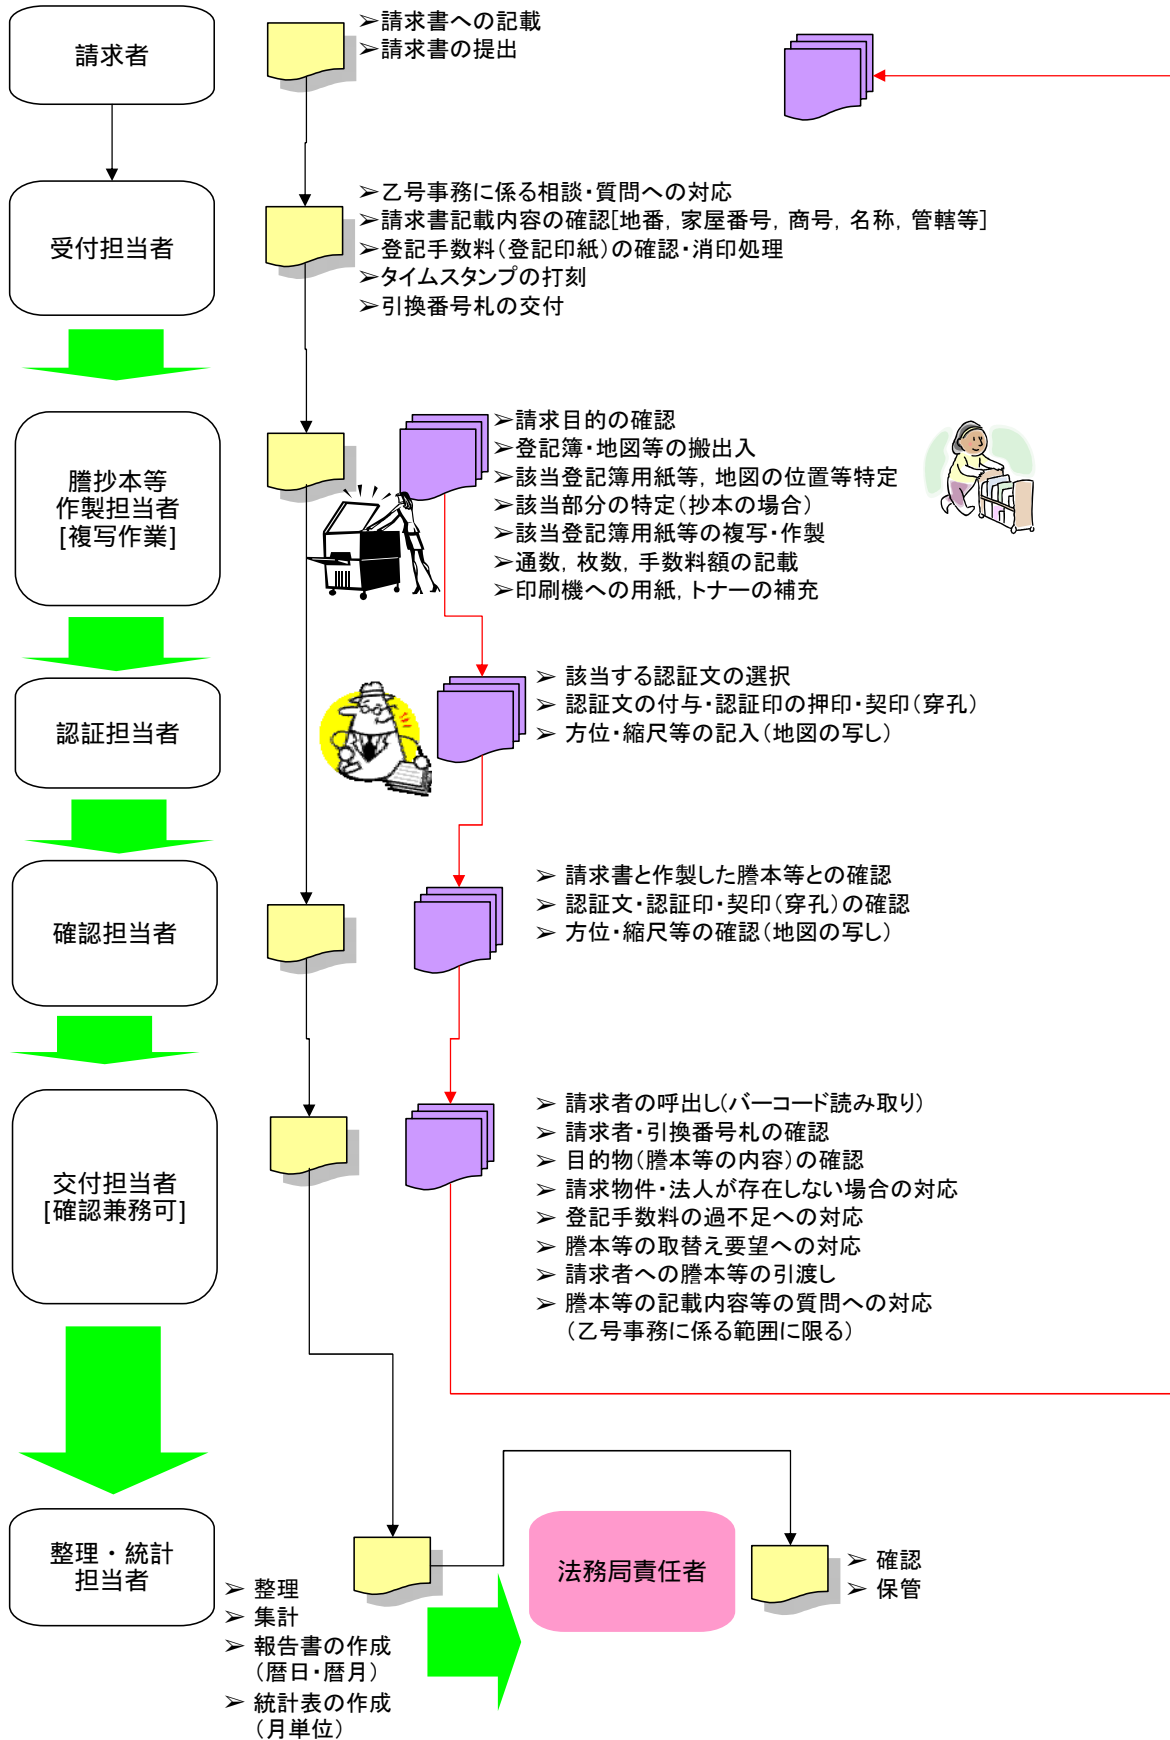 請求者
➢請求書への記載
➢請求書の提出
受付担当者
➢乙号事務に係る相談・質問への対応
➢請求書記載内容の確認[地番，家屋番号，商号，名称，管轄等]
➢登記手数料（登記印紙）の確認・消印処理
➢タイムスタンプの打刻
➢引換番号札の交付
謄抄本等
作製担当者
[複写作業]
➢請求目的の確認
➢登記簿・地図等の搬出入
➢該当登記簿用紙等，地図の位置等特定
➢該当部分の特定（抄本の場合）
➢該当登記簿用紙等の複写・作製
➢通数，枚数，手数料額の記載
➢印刷機への用紙，トナーの補充
認証担当者
➢ 該当する認証文の選択
➢ 認証文の付与・認証印の押印・契印（穿孔）
➢ 方位・縮尺等の記入（地図の写し）
確認担当者
➢ 請求書と作製した謄本等との確認
➢ 認証文・認証印・契印（穿孔）の確認
➢ 方位・縮尺等の確認（地図の写し）
交付担当者
[確認兼務可]
➢ 請求者の呼出し（バーコード読み取り）
➢ 請求者・引換番号札の確認
➢ 目的物（謄本等の内容）の確認
➢ 請求物件・法人が存在しない場合の対応
➢ 登記手数料の過不足への対応
➢ 謄本等の取替え要望への対応
➢ 請求者への謄本等の引渡し
➢ 謄本等の記載内容等の質問への対応
（乙号事務に係る範囲に限る）
整理・統計
担当者
➢ 整理
➢ 集計
➢ 報告書の作成
（暦日・暦月）
➢ 統計表の作成
（月単位）
法務局責任者
➢ 確認
➢ 保管